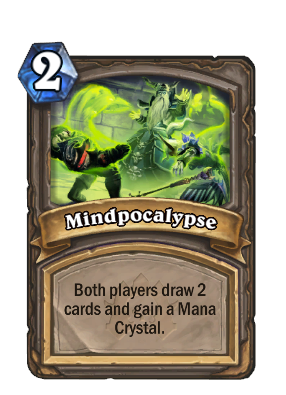 2
Mindpocalypse
Both players draw 2
cards and gain a Mana
Crystal.